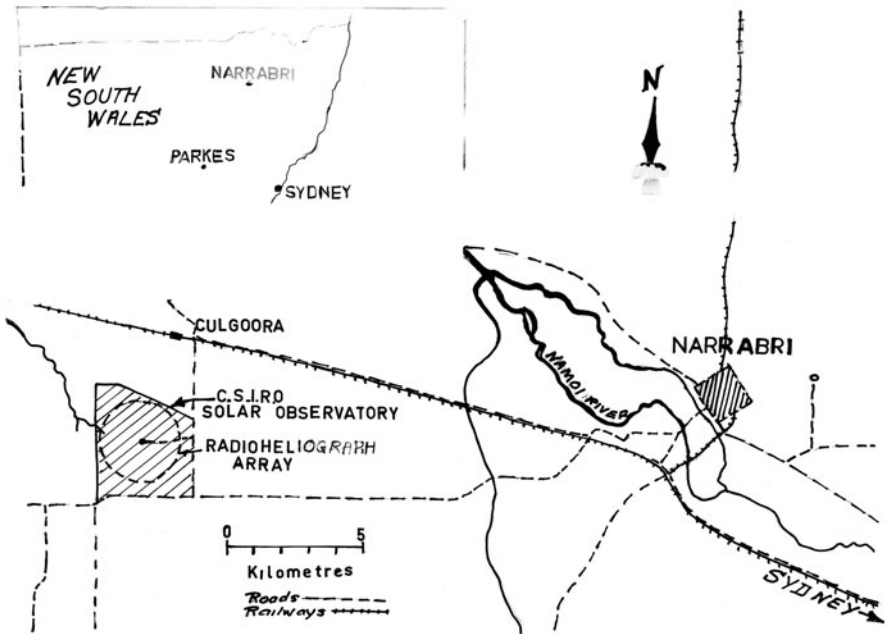 NEW
SOUTH
WALES
NARRABRI
PARKES
SYDNEY
N
CULGOORA
NARRABRI
NAMOI RIVER
C.S.I.R.O
SOLAR OBSERVATORY
RADIOHELIOGRAPH
ARRAY
0 5
Kilometres
Roads
Railways
SYDNEY